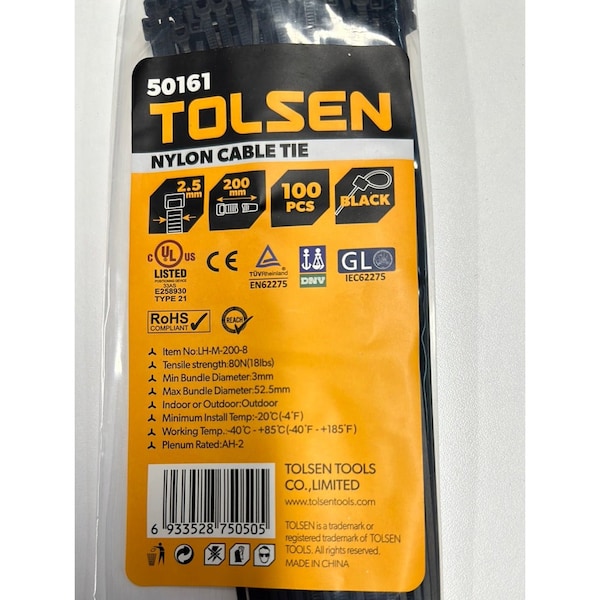 50161
TOLSEN
NYLON CABLE TIE
2.5 mm
200 mm
100 PCS
BLACK
C UL US
LISTED
33AS
E258930
TYPE 21
CE
TÜVRheinland
EN62275
DNV
GL
IEC62275
RoHS
COMPLIANT
REACH
Item No:LH-M-200-8
Tensile strength:80N(18lbs)
Min Bundle Diameter:3mm
Max Bundle Diameter:52.5mm
Indoor or Outdoor:Outdoor
Minimum Install Temp:-20℃(-4℉)
Working Temp.:-40℃ - +85℃(-40℉ - +185℉)
Plenum Rated:AH-2
TOLSEN TOOLS
CO.,LIMITED
www.tolsentools.com
6 933528 750505
TOLSEN is a trademark or
registered trademark of TOLSEN
TOOLS. All rights reserved.
MADE IN CHINA